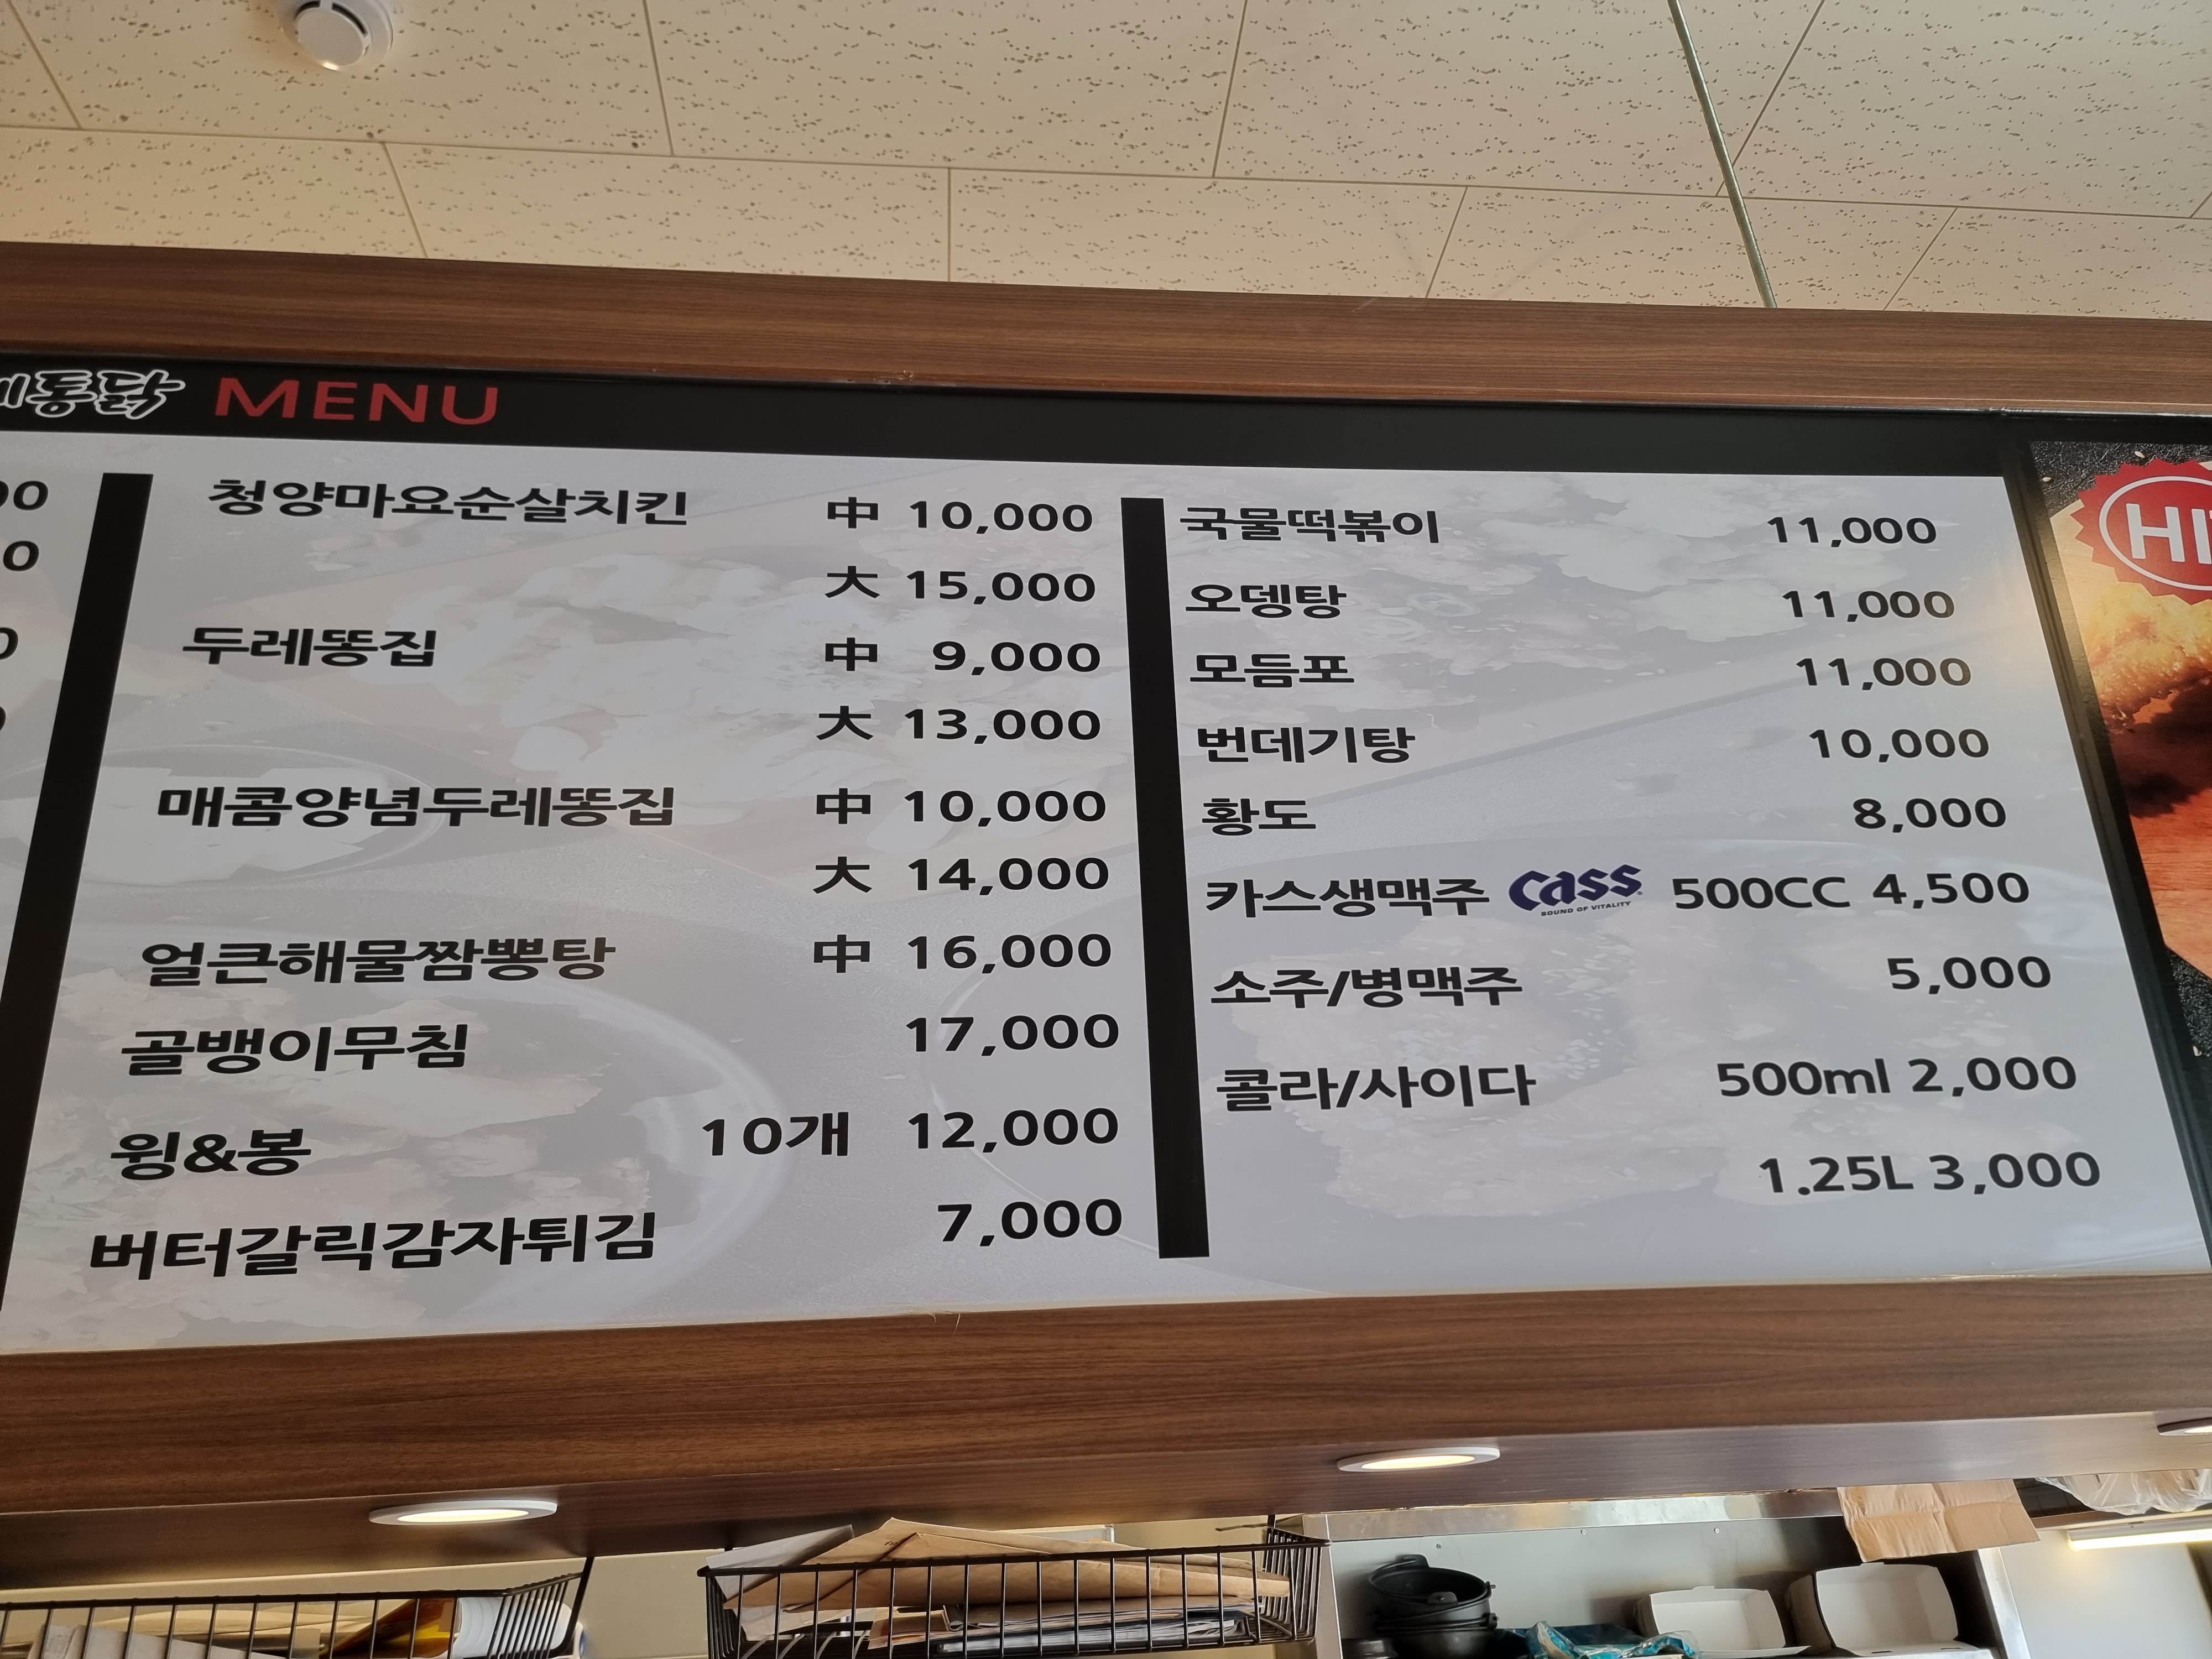 통닭 MENU
청양마요순살치킨 中 10,000
大 15,000
두레똥집 中 9,000
大 13,000
매콤양념두레똥집 中 10,000
大 14,000
얼큰해물짬뽕탕 中 16,000
골뱅이무침 17,000
윙&봉 10개 12,000
버터갈릭감자튀김 7,000
국물떡볶이 11,000
오뎅탕 11,000
모듬포 11,000
번데기탕 10,000
황도 8,000
카스생맥주 Cass SOUND OF VITALITY 500CC 4,500
소주/병맥주 5,000
콜라/사이다 500ml 2,000
1.25L 3,000